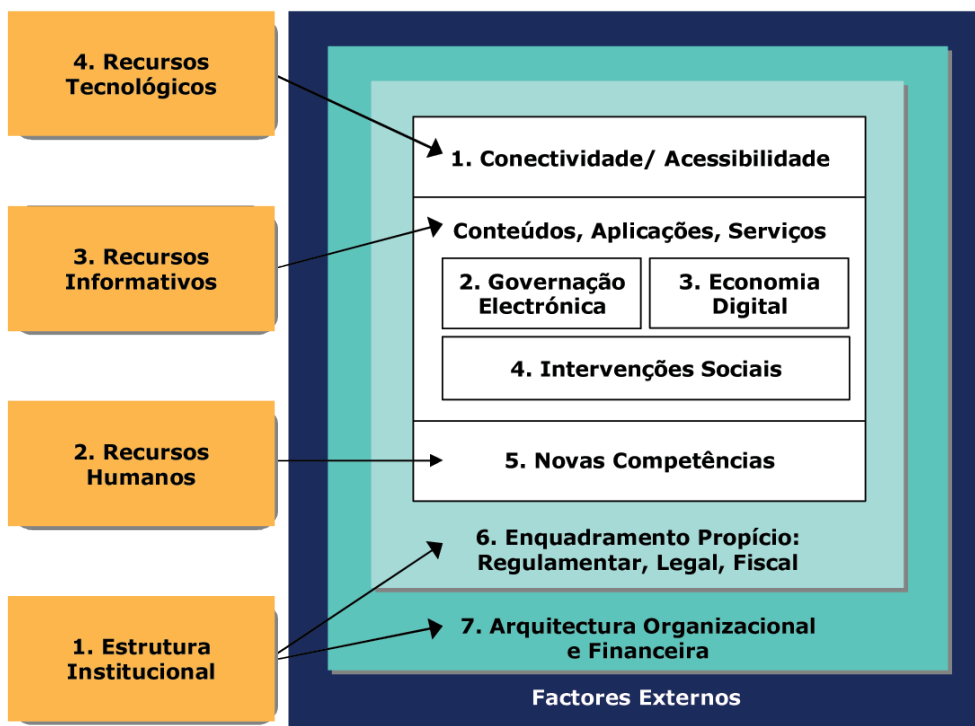 4. Recursos
Tecnológicos
3. Recursos
Informativos
2. Recursos
Humanos
1. Estrutura
Institucional
1. Conectividade/ Acessibilidade
Conteúdos, Aplicações, Serviços
2. Governação
Electrónica
3. Economia
Digital
4. Intervenções Sociais
5. Novas Competências
6. Enquadramento Propício:
Regulamentar, Legal, Fiscal
7. Arquitectura Organizacional
e Financeira
Factores Externos